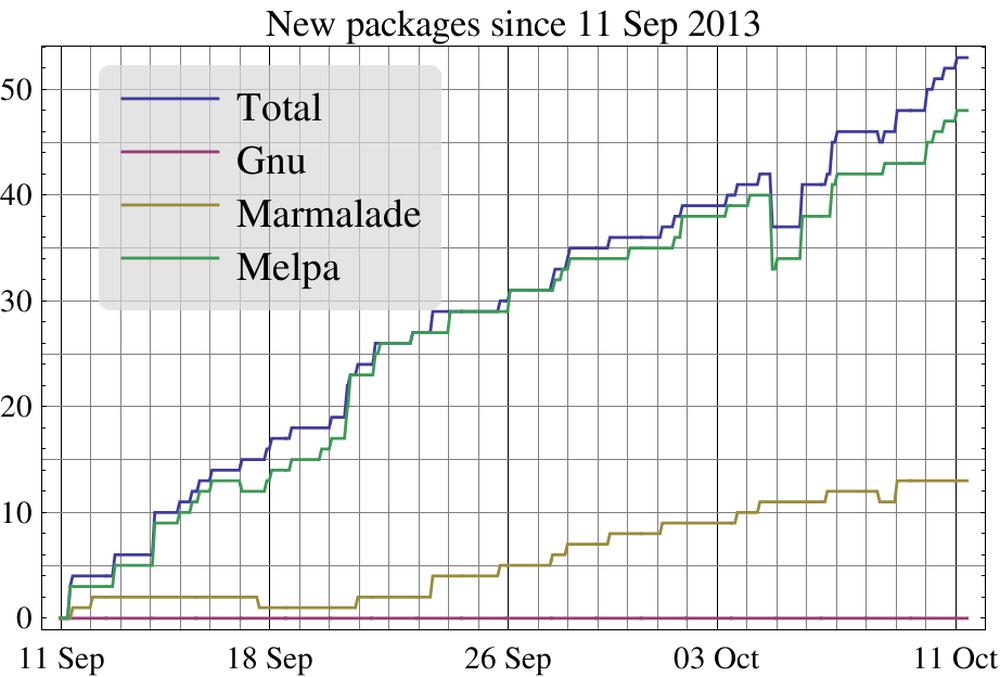 New packages since 11 Sep 2013
50
40
30
20
10
0
Total
Gnu
Marmalade
Melpa
11 Sep
18 Sep
26 Sep
03 Oct
11 Oct